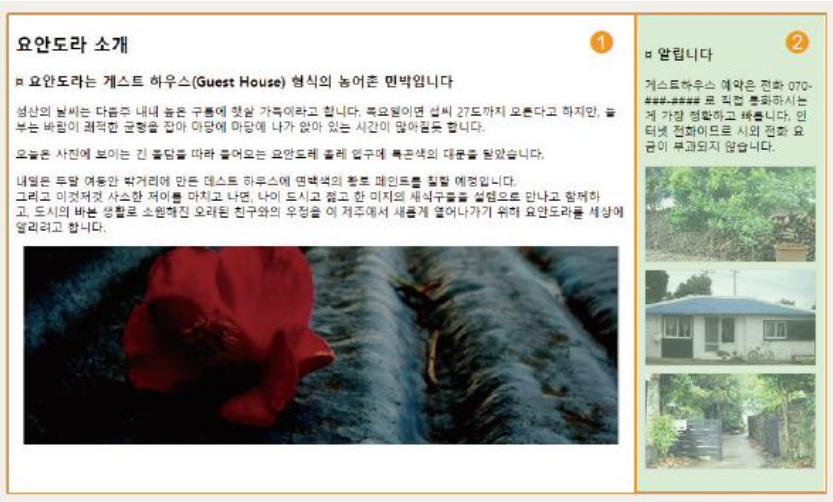 요안도라 소개
1
¤ 요안도라는 게스트 하우스(Guest House) 형식의 농어촌 민박입니다
성산의 날씨는 다음주 내내 높은 구름에 햇살 가득이라고 합니다. 목요일이면 섭씨 27도까지 오른다고 하지만, 늘
부는 바람이 쾌적한 균형을 잡아 마당에 마당에 나가 앉아 있는 시간이 많아질듯 합니다.
오늘은 사진에 보이는 긴 돌담을 따라 들어오는 요안도레 올레 입구에 흑곤색의 대문을 달았습니다.
내일은 두달 여동안 밖거리에 만든 데스트 하우스에 연백색의 황토 페인트를 칠할 예정입니다.
그리고 이것저것 사소한 저이를 마치고 나면, 나이 드시고 젊고 한 미지의 새식구들을 설렘으로 만나고 함께하
고, 도시의 바본 생활로 소원해진 오래된 친구와의 우정을 이 제주에서 새롭게 열어나가기 위해 요안도라를 세상에
알리려고 합니다.
2
¤ 알립니다
게스트하우스 예약은 전화 070-
###-#### 로 직접 통화하시는
게 가장 정확하고 빠릅니다. 인
터넷 전화이므로 시외 전화 요
금이 부과되지 않습니다.